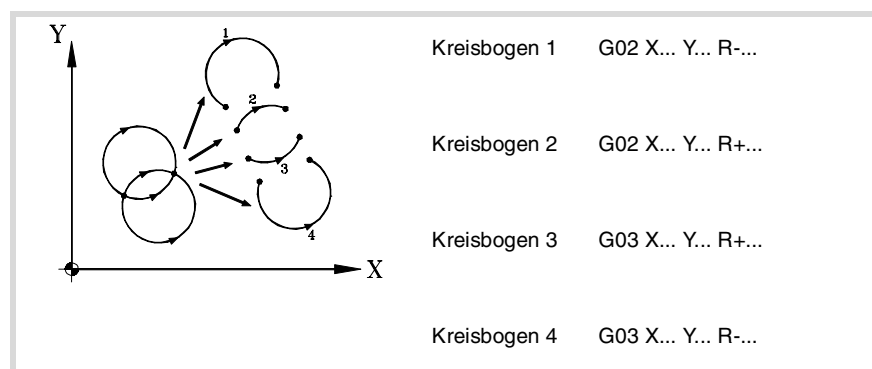 Y
1
2
3
4
X
Kreisbogen 1 G02 X... Y... R-...
Kreisbogen 2 G02 X... Y... R+...
Kreisbogen 3 G03 X... Y... R+...
Kreisbogen 4 G03 X... Y... R-...